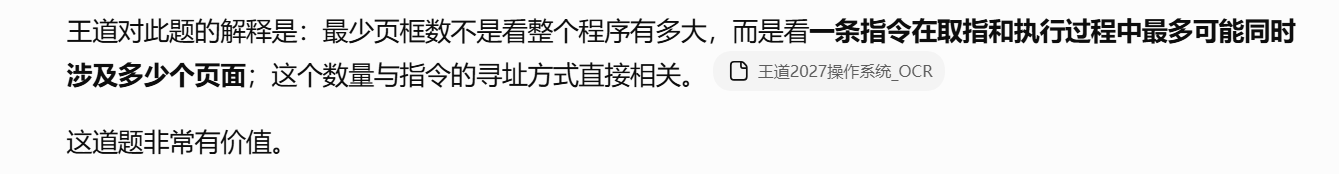 王道对此题的解释是：最少页框数不是看整个程序有多大，而是看一条指令在取指和执行过程中最多可能同时
涉及多少个页面；这个数量与指令的寻址方式直接相关。 王道2027操作系统_OCR
这道题非常有价值。